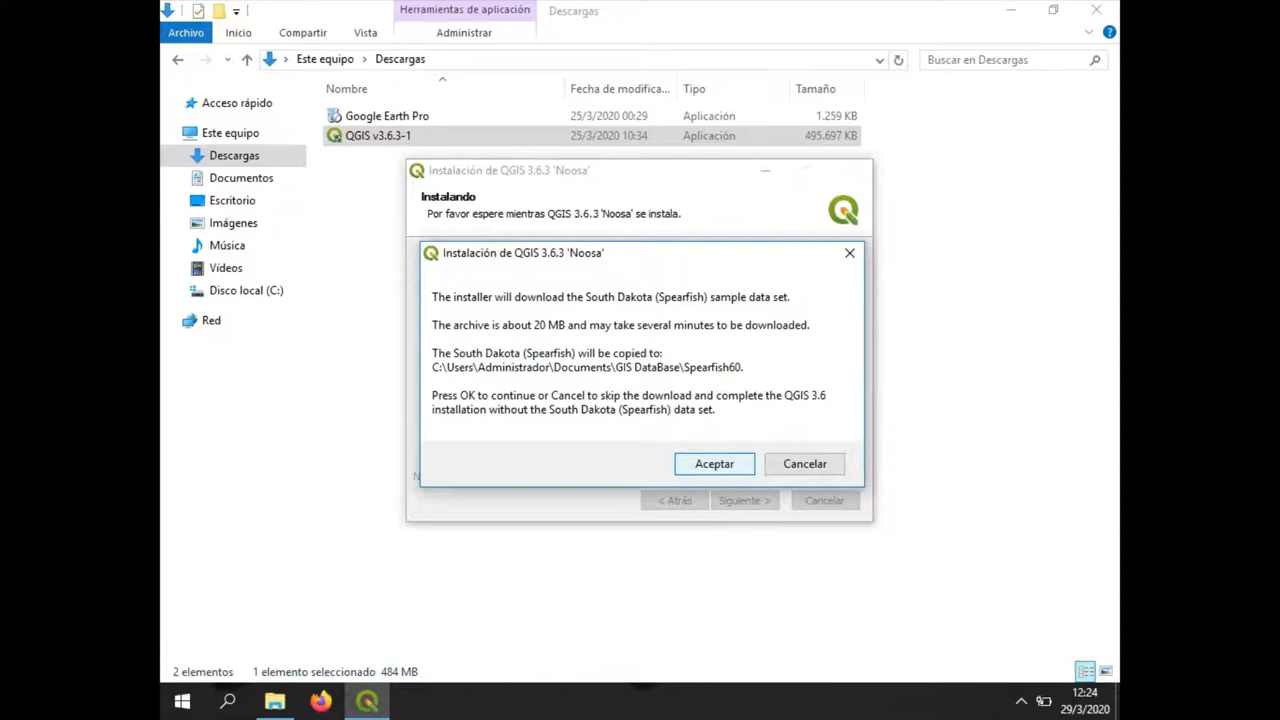 Herramientas de aplicación
Descargas
Archivo
Inicio
Compartir
Vista
Administrar
Este equipo
Descargas
Buscar en Descargas
Nombre
Fecha de modifica...
Tipo
Tamaño
Google Earth Pro
25/3/2020 00:29
Aplicación
1.259 KB
QGIS v3.6.3-1
25/3/2020 10:34
Aplicación
495.697 KB
Acceso rápido
Este equipo
Descargas
Documentos
Escritorio
Imágenes
Música
Vídeos
Disco local (C:)
Red
Instalación de QGIS 3.6.3 'Noosa'
Instalando
Por favor espere mientras QGIS 3.6.3 'Noosa' se instala.
Instalación de QGIS 3.6.3 'Noosa'
The installer will download the South Dakota (Spearfish) sample data set.
The archive is about 20 MB and may take several minutes to be downloaded.
The South Dakota (Spearfish) will be copied to:
C:\Users\Administrador\Documents\GIS DataBase\Spearfish60.
Press OK to continue or Cancel to skip the download and complete the QGIS 3.6
installation without the South Dakota (Spearfish) data set.
Aceptar
Cancelar
< Atrás
Siguiente >
Cancelar
2 elementos
1 elemento seleccionado 484 MB
12:24
29/3/2020